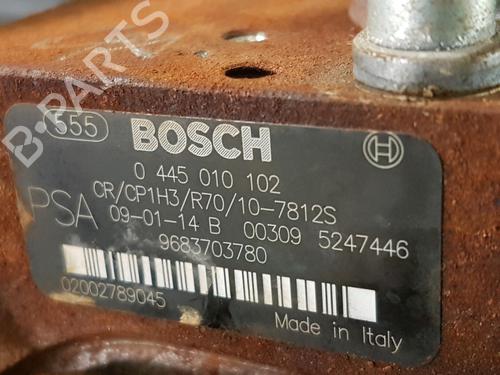 B-PARTS
555 BOSCH
0 445 010 102
CR/CP1H3/R70/10-7812S
PSA 09-01-14 B 00309 5247446
9683703780
02002789045
Made in Italy